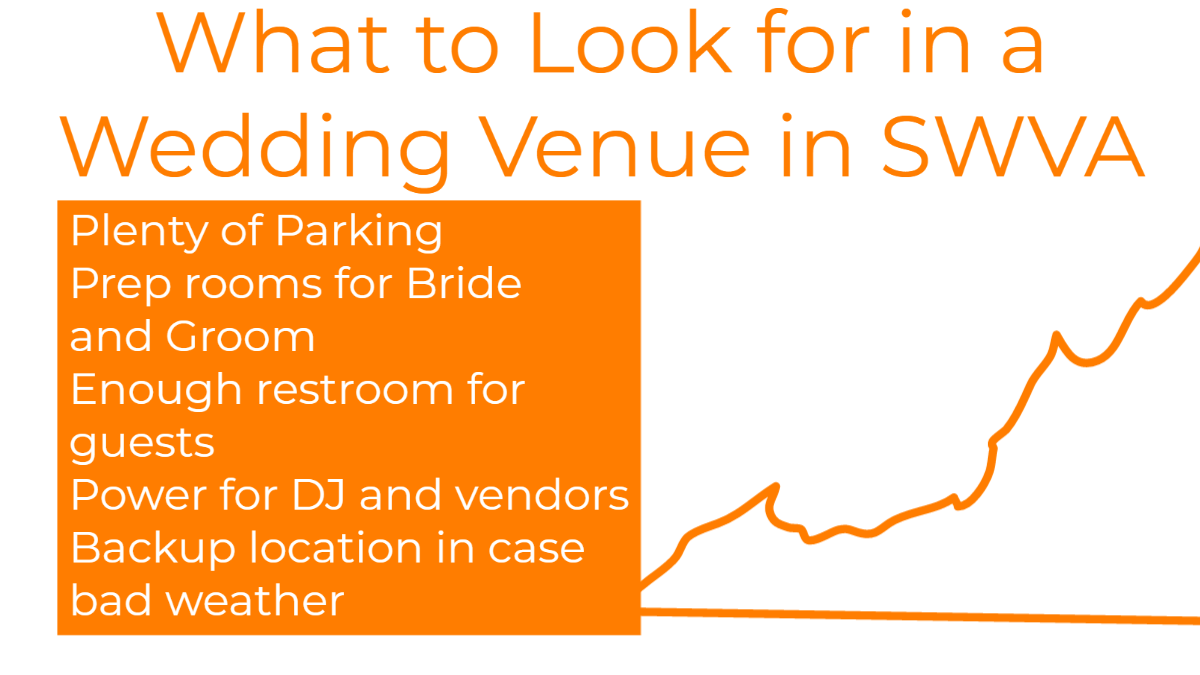 What to Look for in a
Wedding Venue in SWVA
Plenty of Parking
Prep rooms for Bride
and Groom
Enough restroom for
guests
Power for DJ and vendors
Backup location in case
bad weather